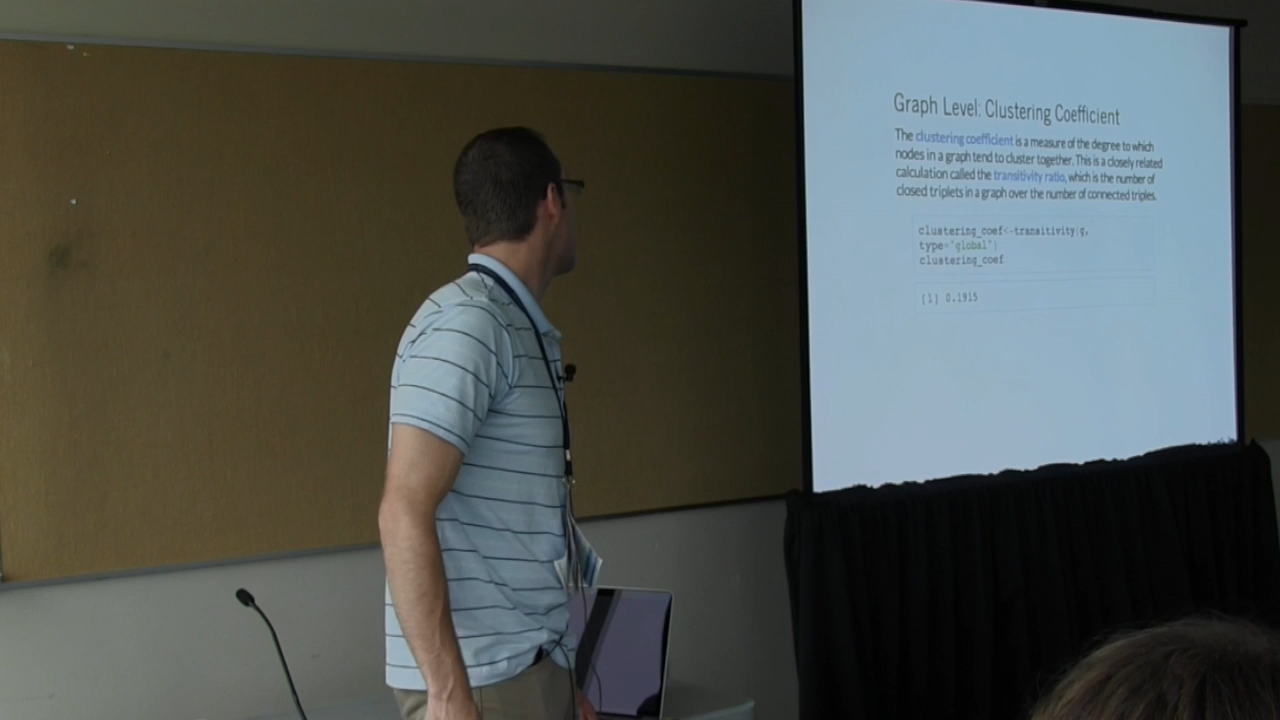 Graph Level: Clustering Coefficient
The clustering coefficient is a measure of the degree to which
nodes in a graph tend to cluster together. This is a closely related
calculation called the transitivity ratio, which is the number of
closed triplets in a graph over the number of connected triples.
clustering_coef<-transitivity(g,
type="global")
clustering_coef
[1] 0.1915